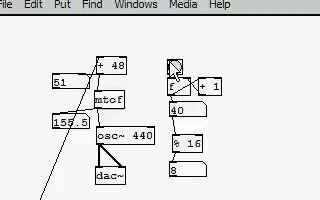 File Edit Put Find Windows Media Help
+ 48
51
mtof
155.5
osc~ 440
dac~
f
+ 1
40
% 16
8